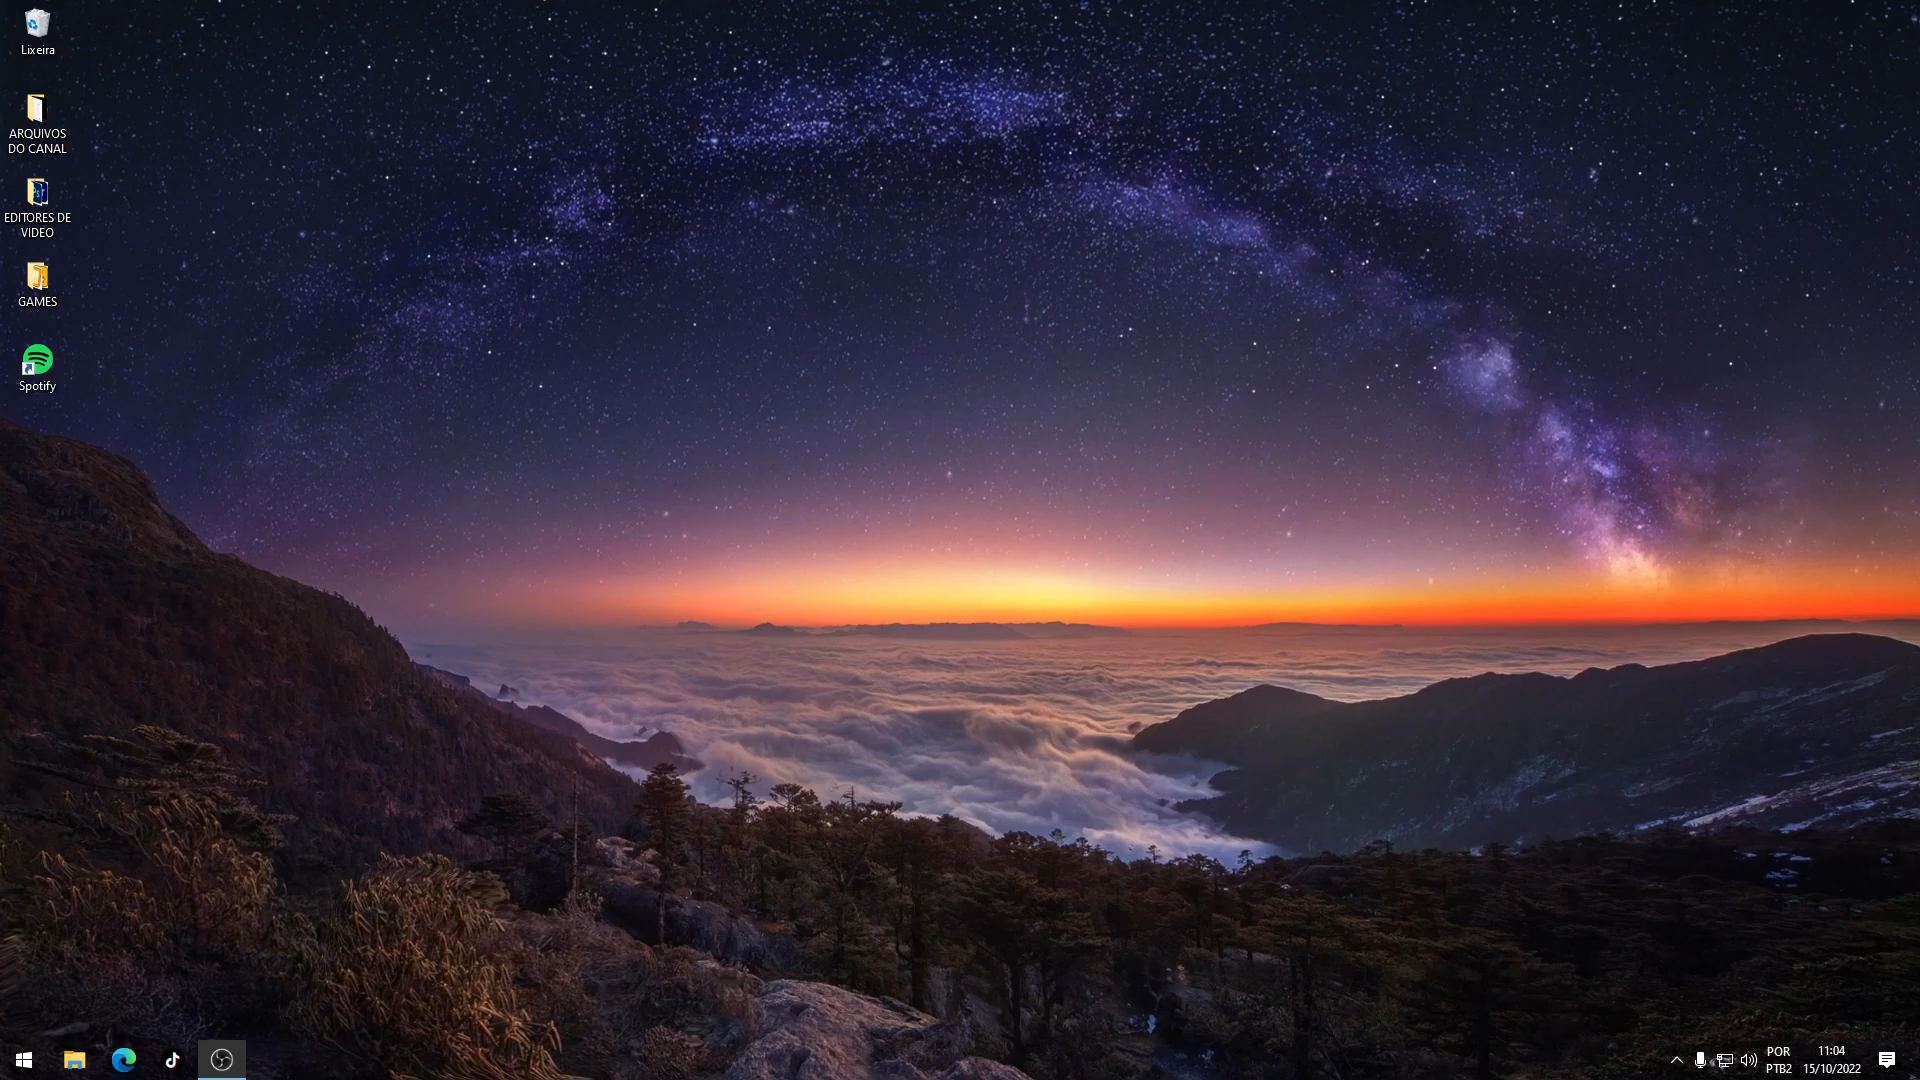 Lixeira
ARQUIVOS
DO CANAL
EDITORES DE
VIDEO
GAMES
Spotify
POR
PTB2
11:04
15/10/2022